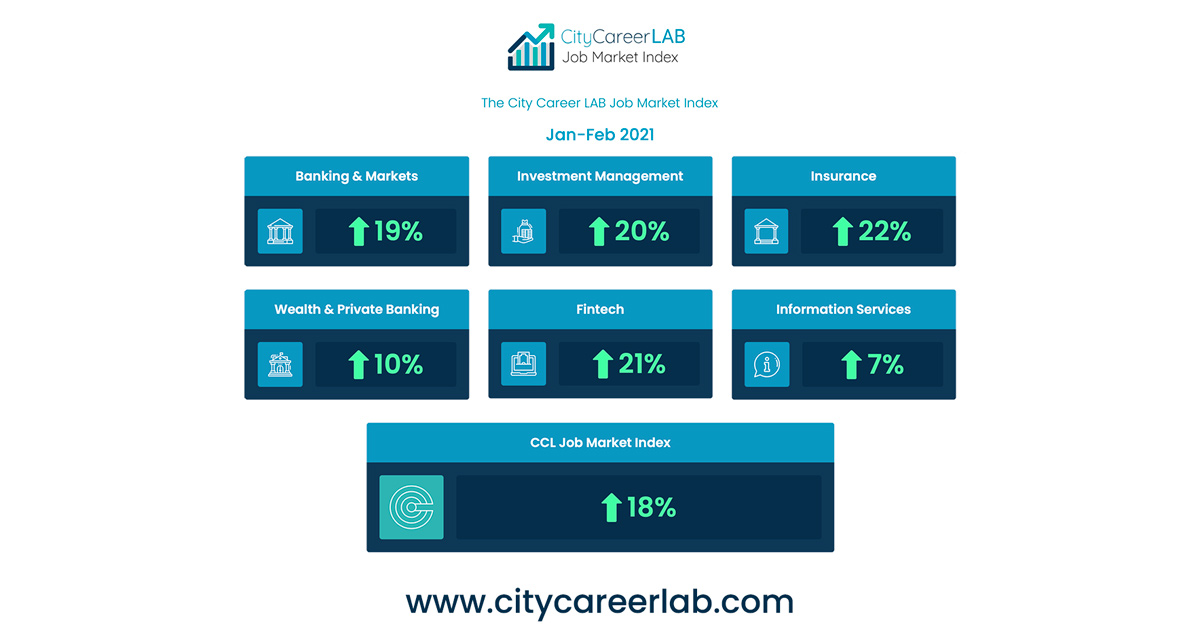 CityCareerLAB
Job Market Index
The City Career LAB Job Market Index
Jan-Feb 2021
Banking & Markets
19%
Investment Management
20%
Insurance
22%
Wealth & Private Banking
10%
Fintech
21%
Information Services
7%
CCL Job Market Index
18%
www.citycareerlab.com